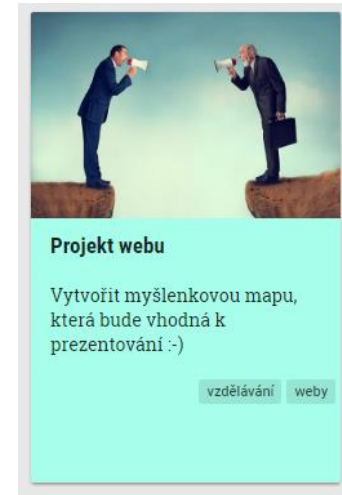 Projekt webu
Vytvořit myšlenkovou mapu,
která bude vhodná k
prezentování :-)
vzdělávání weby